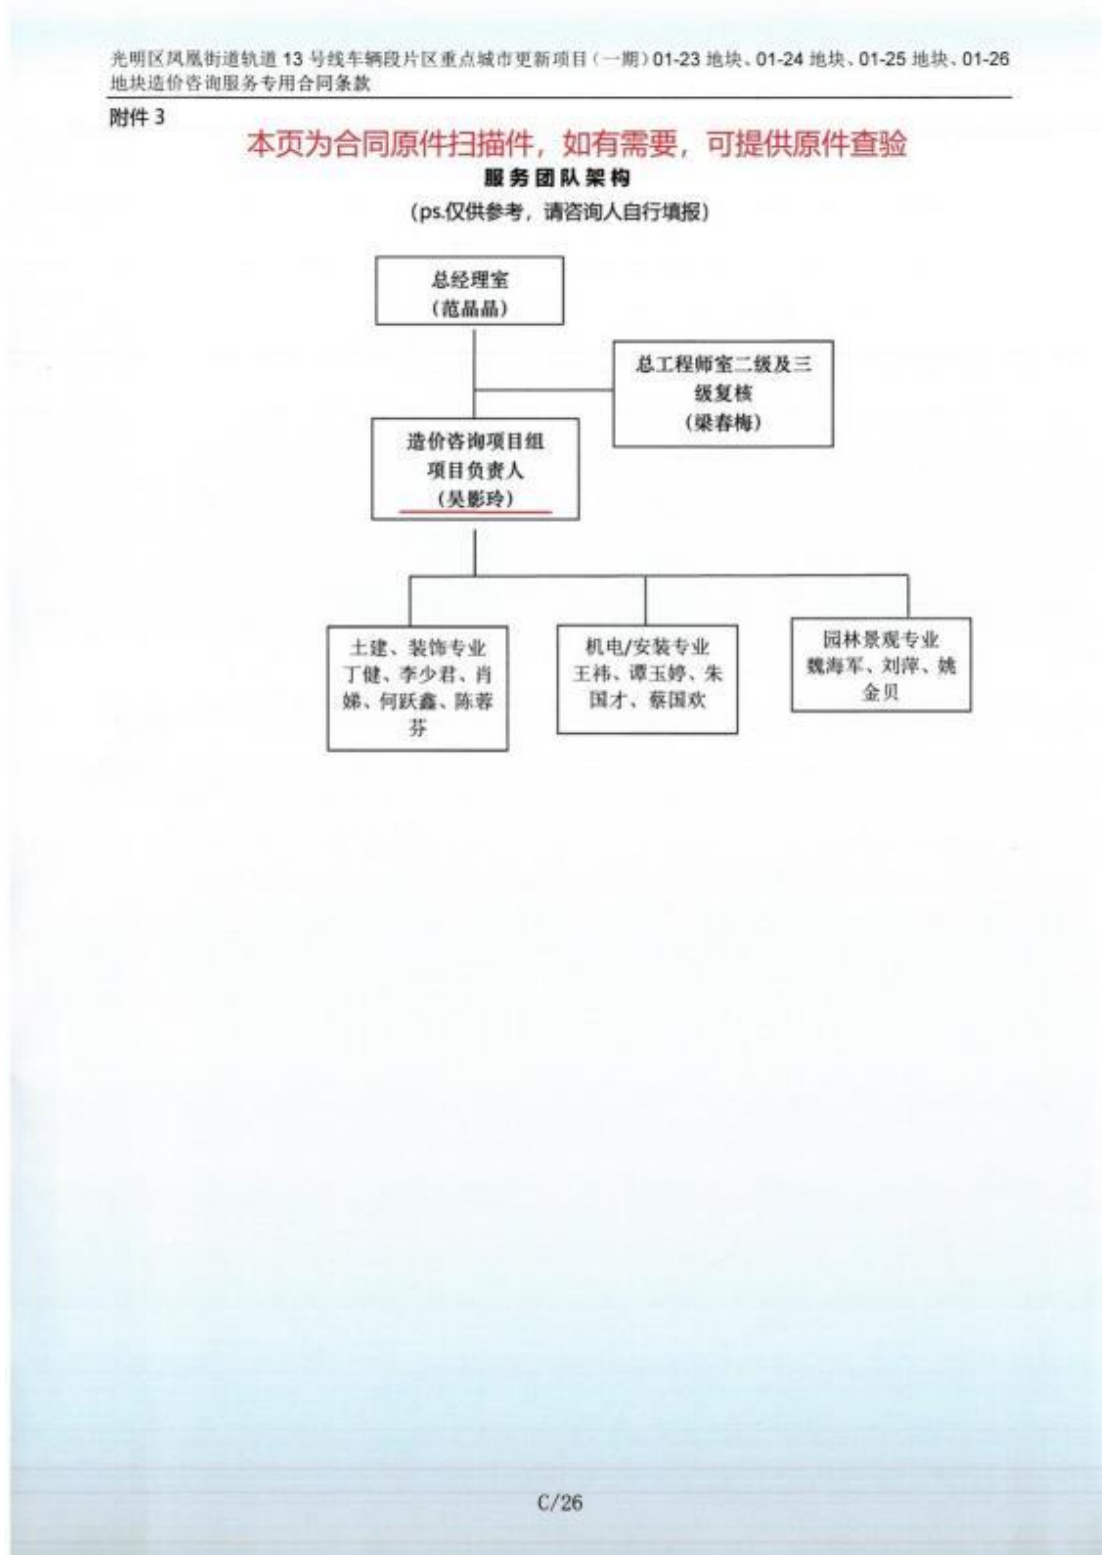 光明区凤凰街道轨道 13 号线车辆段片区重点城市更新项目（一期）01-23 地块、01-24 地块、01-25 地块、01-26
地块造价咨询服务专用合同条款
附件 3
本页为合同原件扫描件，如有需要，可提供原件查验
服务团队架构
（ps.仅供参考，请咨询人自行填报）
总经理室
（范晶晶）
总工程师室二级及三
级复核
（梁春梅）
造价咨询项目组
项目负责人
（吴影玲）
土建、装饰专业
丁健、李少君、肖
娣、何跃鑫、陈蓉
芬
机电/安装专业
王祎、谭玉婷、朱
国才、蔡国欢
园林景观专业
魏海军、刘萍、姚
金贝
C/26